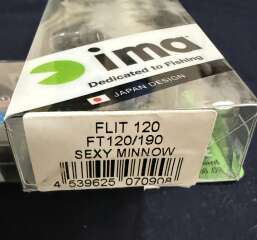 ima
Dedicated to Fishing
JAPAN DESIGN
FLIT 120
FT120/190
SEXY MINNOW
4 539625 070908